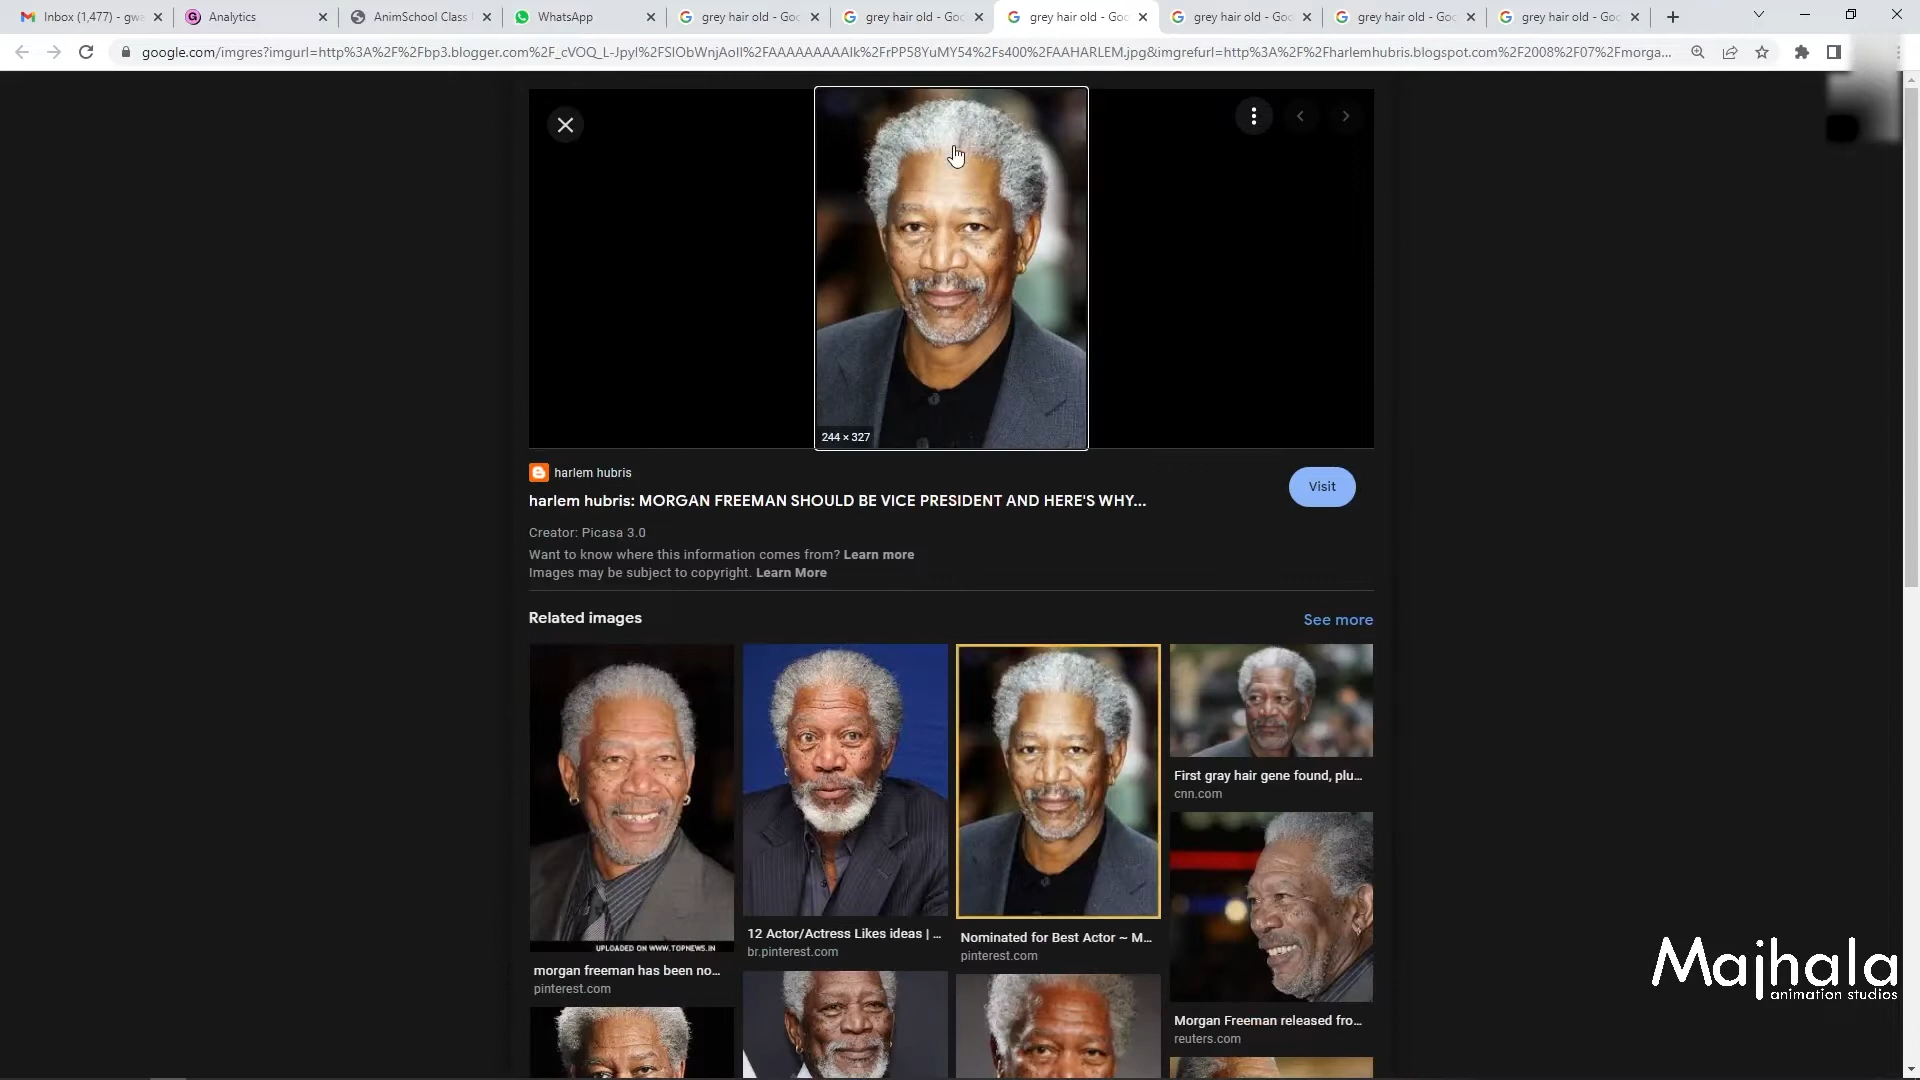 Inbox (1,477) - gwa
Analytics
AnimSchool Class
WhatsApp
grey hair old - Goo
grey hair old - Goo
grey hair old - Goo
grey hair old - Goo
grey hair old - Goo
grey hair old - Goo
google.com/imgres?imgurl=http%3A%2F%2Fbp3.blogger.com%2F_cVOQ_L-Jpyl%2FSlObWnjAoII%2FAAAAAAAAAlk%2FrPP58YuMY54%2Fs400%2FAAHARLEM.jpg&imgrefurl=http%3A%2F%2Fharlemhubris.blogspot.com%2F2008%2F07%2Fmorga...
244 × 327
harlem hubris
Visit
harlem hubris: MORGAN FREEMAN SHOULD BE VICE PRESIDENT AND HERE'S WHY...
Creator: Picasa 3.0
Want to know where this information comes from? Learn more
Images may be subject to copyright. Learn More
Related images
See more
First gray hair gene found, plu...
cnn.com
UPLOADED ON WWW.TOPNEWS.IN
12 Actor/Actress Likes ideas | ...
br.pinterest.com
Nominated for Best Actor ~ M...
pinterest.com
morgan freeman has been no...
pinterest.com
Morgan Freeman released fro...
reuters.com
Majhala
animation studios